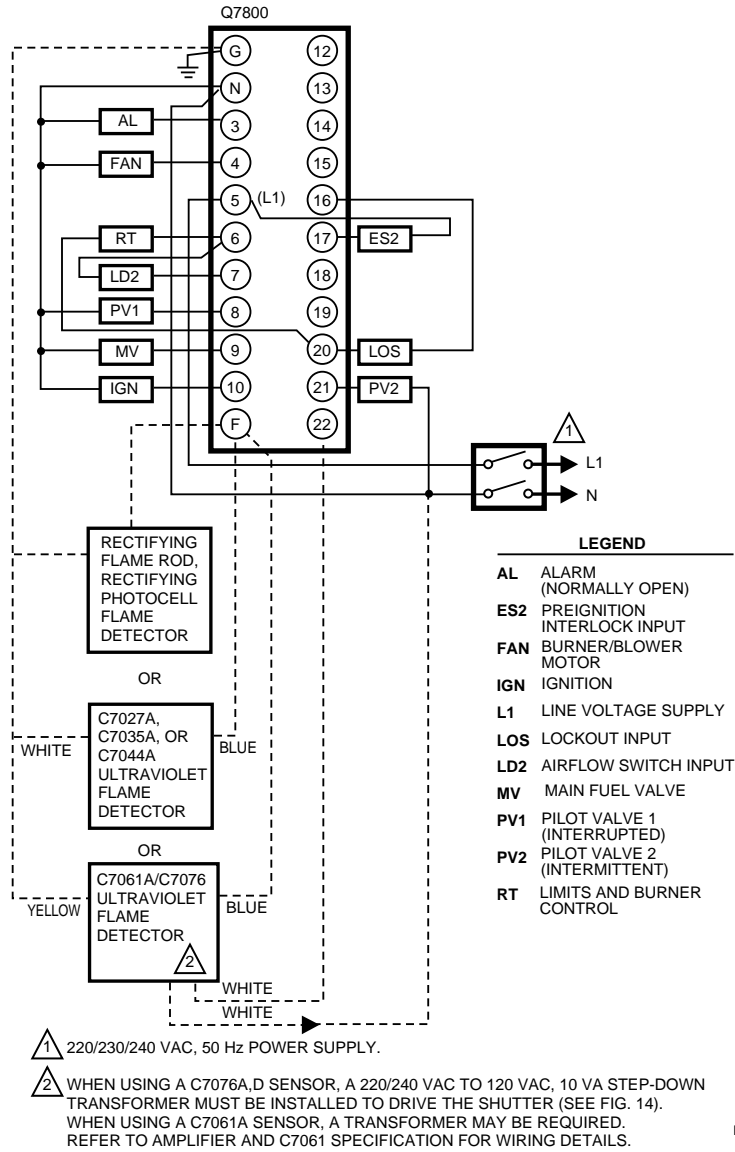 Q7800
G
12
N
13
AL
3
14
FAN
4
15
5
(L1)
16
RT
6
17
ES2
LD2
7
18
PV1
8
19
MV
9
20
LOS
IGN
10
21
PV2
F
22
1
L1
N
RECTIFYING
FLAME ROD,
RECTIFYING
PHOTOCELL
FLAME
DETECTOR
OR
C7027A,
C7035A, OR
C7044A
ULTRAVIOLET
FLAME
DETECTOR
WHITE
BLUE
OR
C7061A/C7076
ULTRAVIOLET
FLAME
DETECTOR
2
YELLOW
BLUE
WHITE
WHITE
LEGEND
AL ALARM
(NORMALLY OPEN)
ES2 PREIGNITION
INTERLOCK INPUT
FAN BURNER/BLOWER
MOTOR
IGN IGNITION
L1 LINE VOLTAGE SUPPLY
LOS LOCKOUT INPUT
LD2 AIRFLOW SWITCH INPUT
MV MAIN FUEL VALVE
PV1 PILOT VALVE 1
(INTERRUPTED)
PV2 PILOT VALVE 2
(INTERMITTENT)
RT LIMITS AND BURNER
CONTROL
1 220/230/240 VAC, 50 Hz POWER SUPPLY.
2 WHEN USING A C7076A,D SENSOR, A 220/240 VAC TO 120 VAC, 10 VA STEP-DOWN
TRANSFORMER MUST BE INSTALLED TO DRIVE THE SHUTTER (SEE FIG. 14).
WHEN USING A C7061A SENSOR, A TRANSFORMER MAY BE REQUIRED.
REFER TO AMPLIFIER AND C7061 SPECIFICATION FOR WIRING DETAILS.